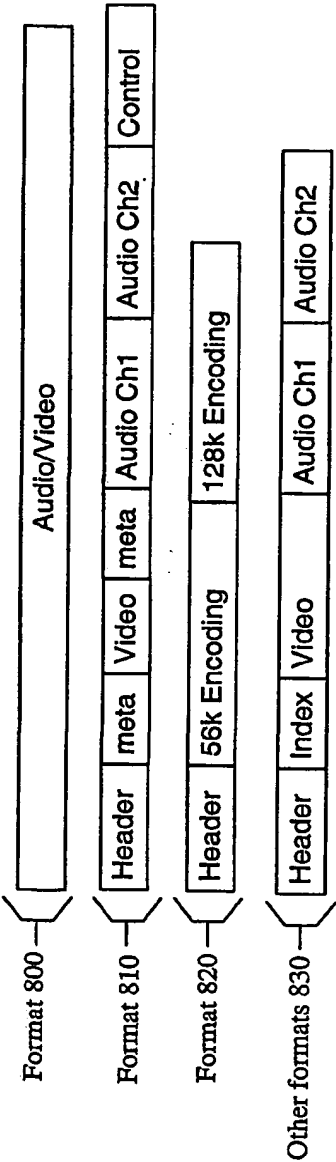 Format 800
Audio/Video
Format 810
Header meta Video meta Audio Ch1 Audio Ch2 Control
Format 820
Header 56k Encoding 128k Encoding
Other formats 830
Header Index Video Audio Ch1 Audio Ch2